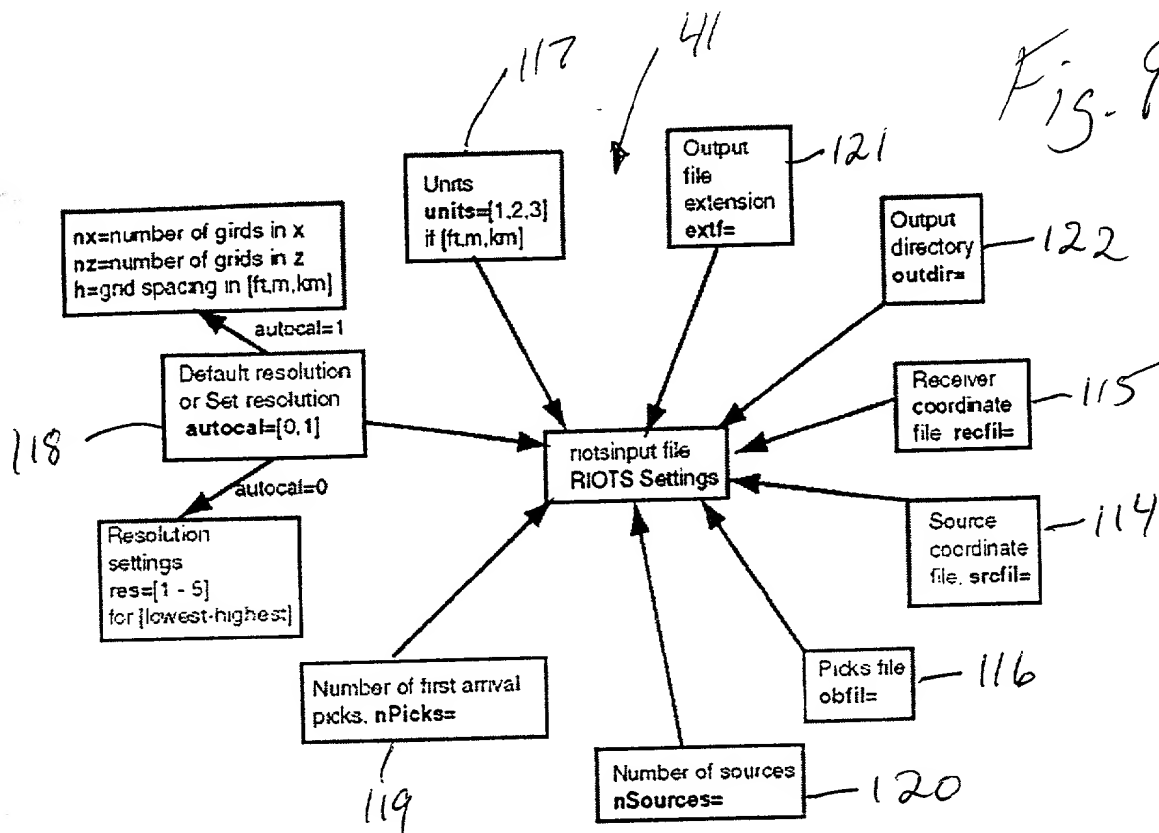 117
41
Fig. 9
Units
units=[1,2,3]
if [ft,m,km]
Output
file
extension
extf=
121
Output
directory
outdir=
122
nx=number of girds in x
nz=number of grids in z
h=grid spacing in [ft,m,km]
autocal=1
Default resolution
or Set resolution
autocal=[0,1]
118
autocal=0
Resolution
settings
res=[1 - 5]
for [lowest-highest]
riotsinput file
RIOTS Settings
Receiver
coordinate
file recfil=
115
Source
coordinate
file, srcfil=
114
Picks file
obfil=
116
Number of first arrival
picks, nPicks=
119
Number of sources
nSources=
120